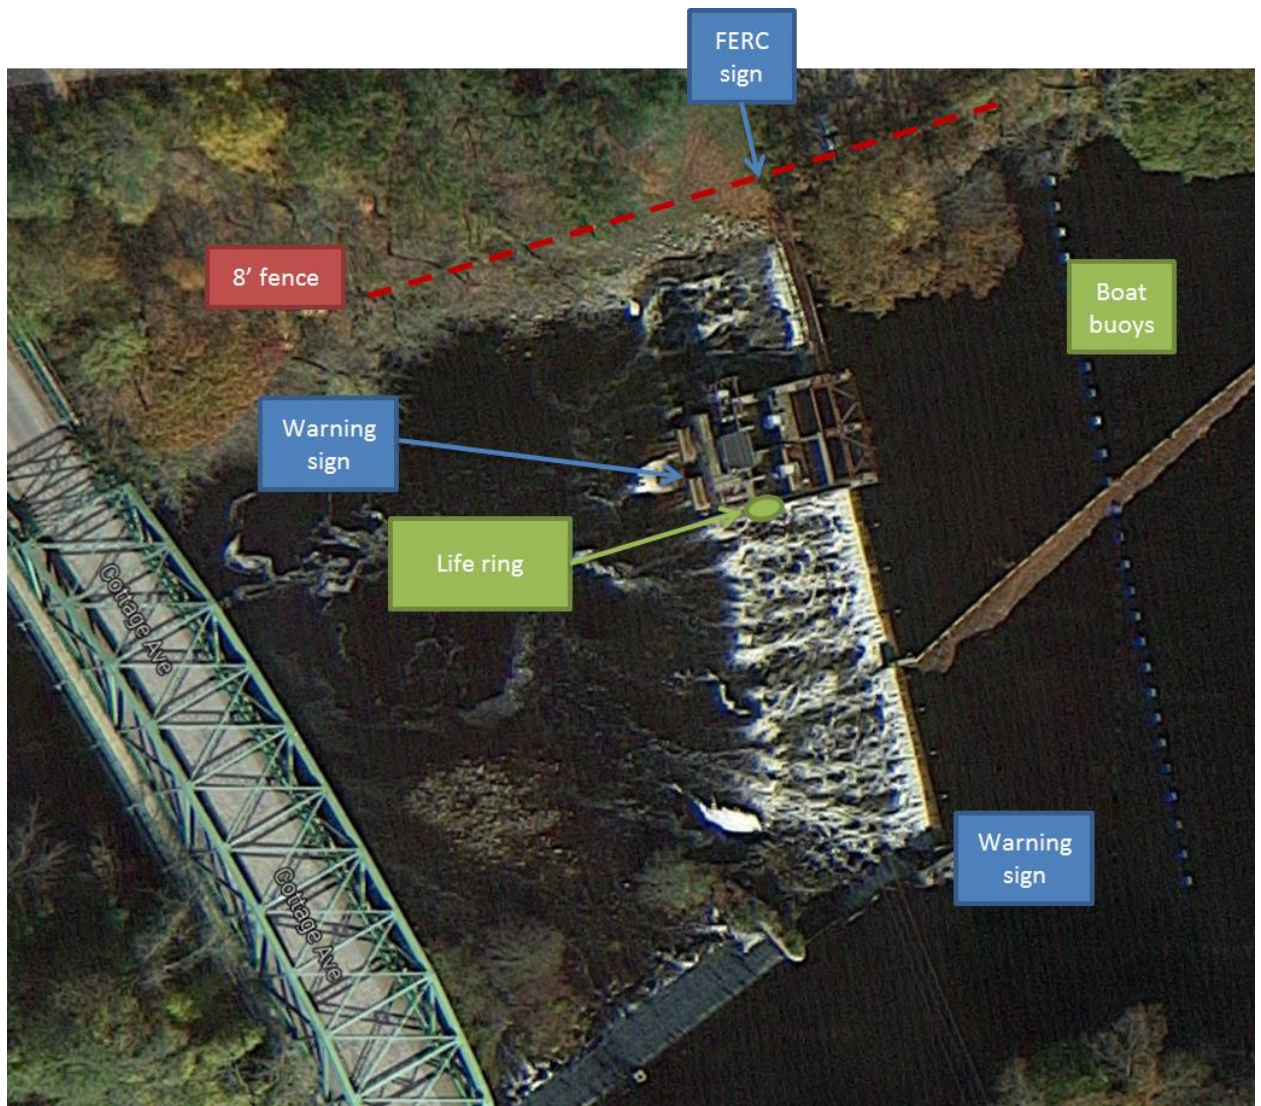 FERC
sign
8’ fence
Boat
buoys
Warning
sign
Life ring
Cottage Ave
Warning
sign
Cottage Ave